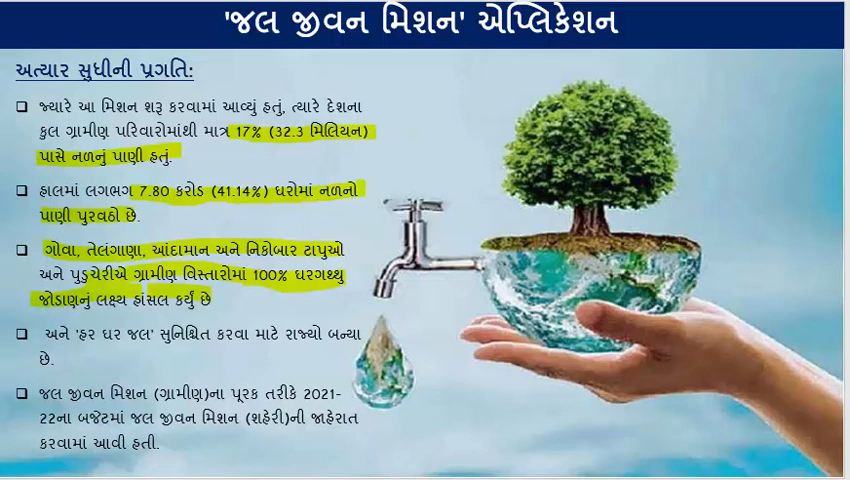 'જલ જીવન મિશન' એપ્લિકેશન
અત્યાર સુધીની પ્રગતિ:
❑ જ્યારે આ મિશન શરૂ કરવામાં આવ્યું હતું, ત્યારે દેશના
કુલ ગ્રામીણ પરિવારોમાંથી માત્ર 17% (32.3 મિલિયન)
પાસે નળનું પાણી હતું.
❑ હાલમાં લગભગ 7.80 કરોડ (41.14%) ઘરોમાં નળનો
પાણી પુરવઠો છે.
❑ ગોવા, તેલંગાણા, આંદામાન અને નિકોબાર ટાપુઓ
અને પુડુચેરીએ ગ્રામીણ વિસ્તારોમાં 100% ઘરગથ્થુ
જોડાણનું લક્ષ્ય હાંસલ કર્યું છે
❑ અને 'હર ઘર જલ' સુનિશ્ચિત કરવા માટે રાજ્યો બન્યા
છે.
❑ જલ જીવન મિશન (ગ્રામીણ)ના પૂરક તરીકે 2021-
22ના બજેટમાં જલ જીવન મિશન (શહેરી)ની જાહેરાત
કરવામાં આવી હતી.